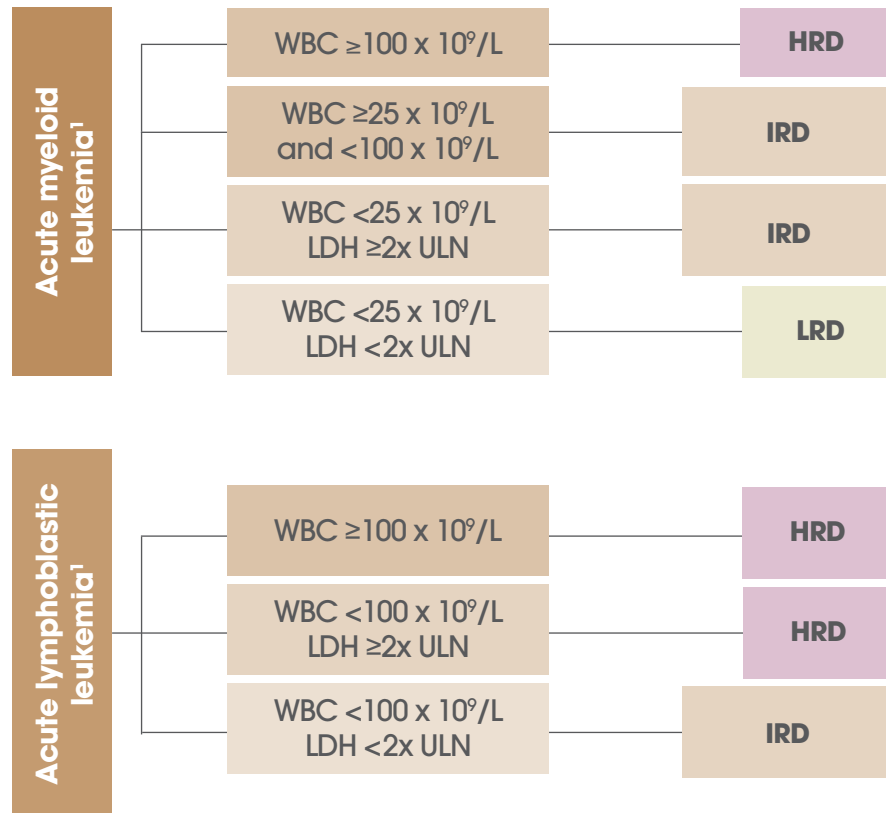 Acute myeloid
leukemia¹
WBC ≥100 x 10⁹/L
HRD
WBC ≥25 x 10⁹/L
and <100 x 10⁹/L
IRD
WBC <25 x 10⁹/L
LDH ≥2x ULN
IRD
WBC <25 x 10⁹/L
LDH <2x ULN
LRD
Acute lymphoblastic
leukemia¹
WBC ≥100 x 10⁹/L
HRD
WBC <100 x 10⁹/L
LDH ≥2x ULN
HRD
WBC <100 x 10⁹/L
LDH <2x ULN
IRD